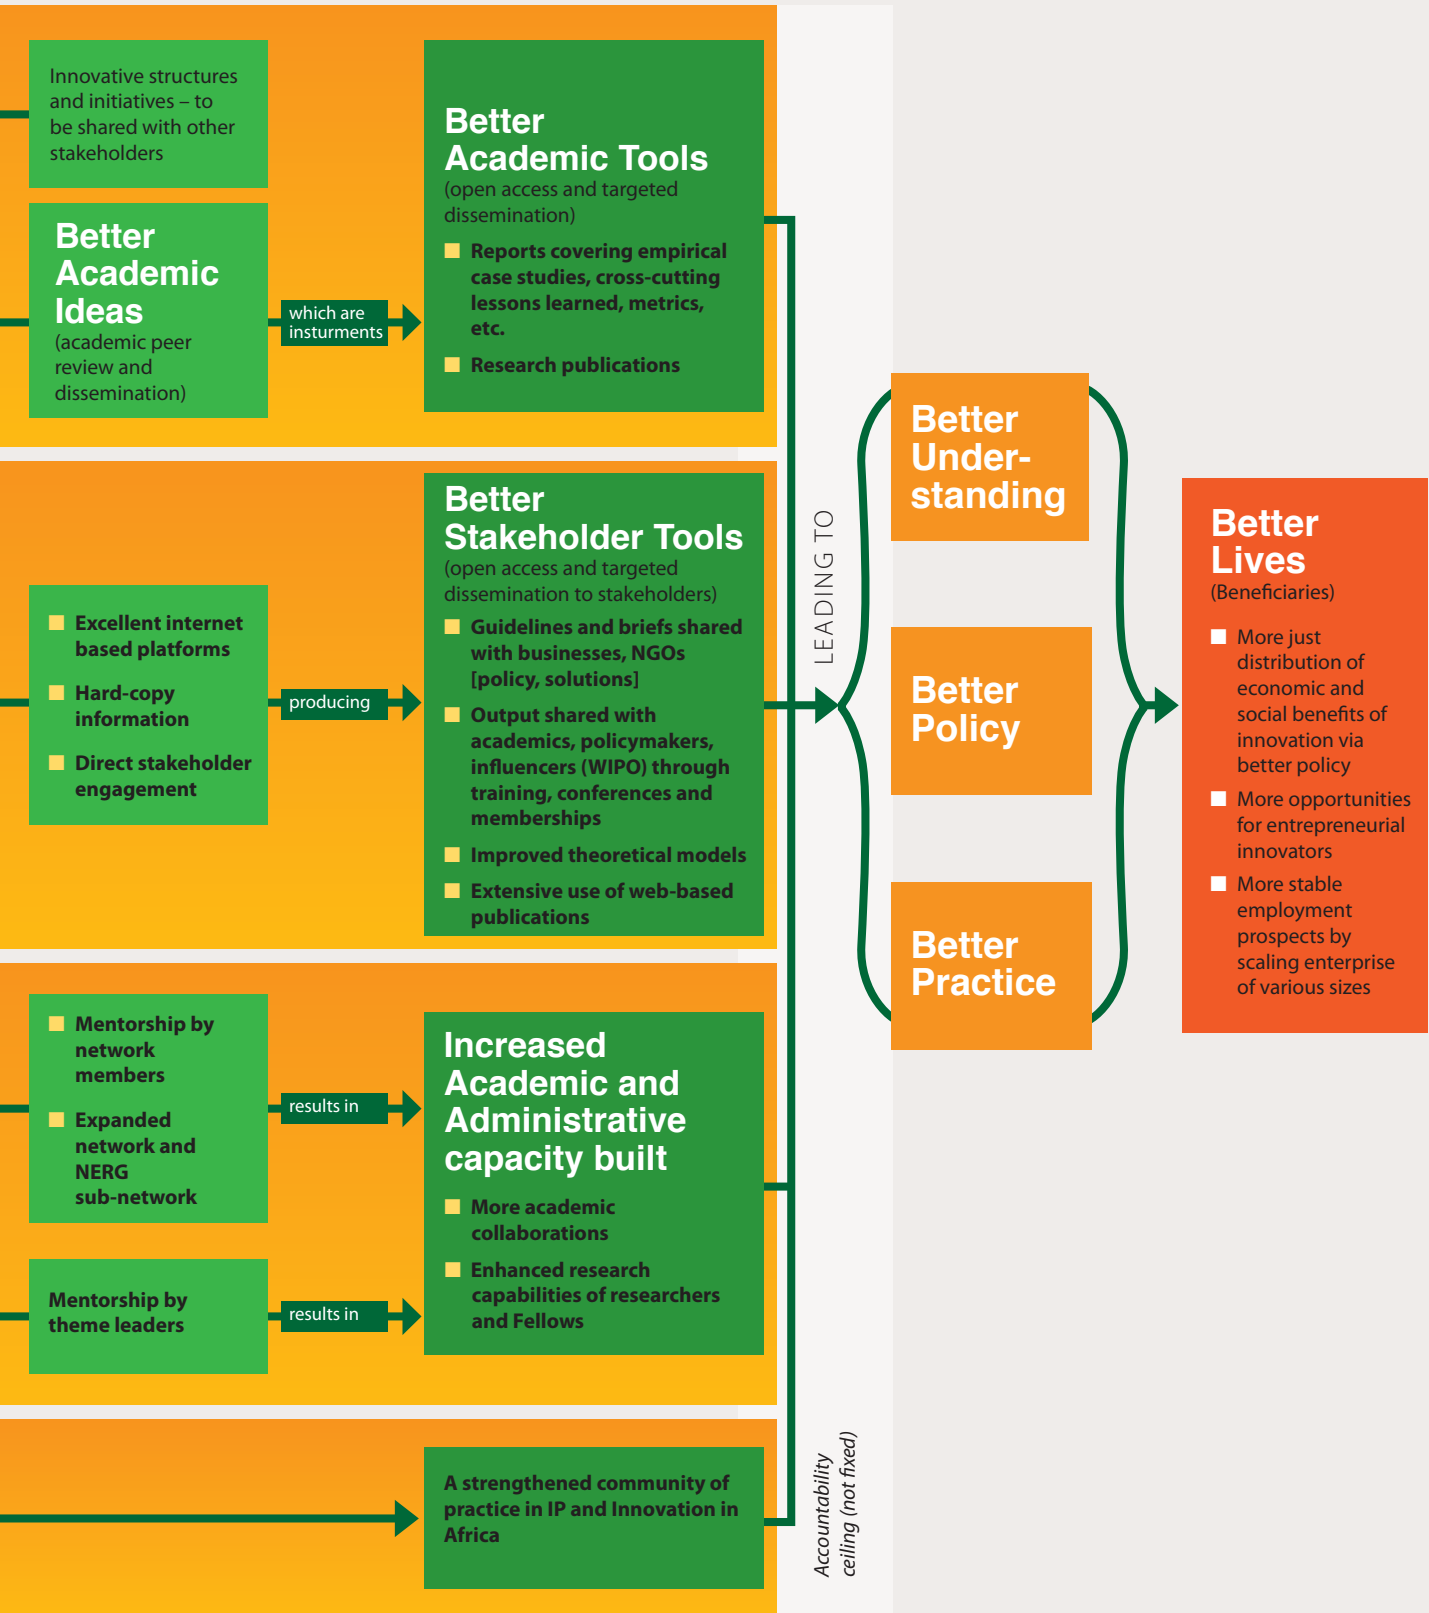 Innovative structures
and initiatives – to
be shared with other
stakeholders
Better
Academic
Ideas
(academic peer
review and
dissemination)
which are
insturments
Better
Academic Tools
(open access and targeted
dissemination)
Reports covering empirical
case studies, cross-cutting
lessons learned, metrics,
etc.
Research publications
Excellent internet
based platforms
Hard-copy
information
Direct stakeholder
engagement
producing
Better
Stakeholder Tools
(open access and targeted
dissemination to stakeholders)
Guidelines and briefs shared
with businesses, NGOs
[policy, solutions]
Output shared with
academics, policymakers,
influencers (WIPO) through
training, conferences and
memberships
Improved theoretical models
Extensive use of web-based
publications
Mentorship by
network
members
Expanded
network and
NERG
sub-network
results in
Mentorship by
theme leaders
results in
Increased
Academic and
Administrative
capacity built
More academic
collaborations
Enhanced research
capabilities of researchers
and Fellows
A strengthened community of
practice in IP and Innovation in
Africa
LEADING TO
Accountability
ceiling (not fixed)
Better
Under-
standing
Better
Policy
Better
Practice
Better
Lives
(Beneficiaries)
More just
distribution of
economic and
social benefits of
innovation via
better policy
More opportunities
for entrepreneurial
innovators
More stable
employment
prospects by
scaling enterprise
of various sizes